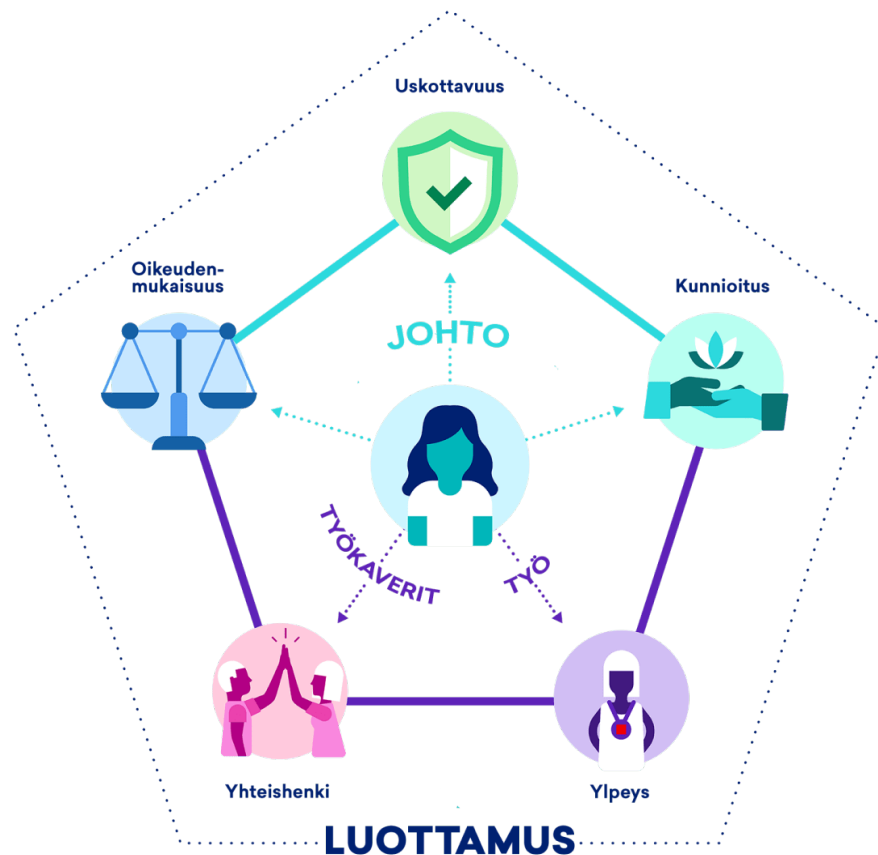 Uskottavuus
Oikeuden-
mukaisuus
Kunnioitus
JOHTO
TYÖKAVERIT
TYÖ
Yhteishenki
Ylpeys
LUOTTAMUS